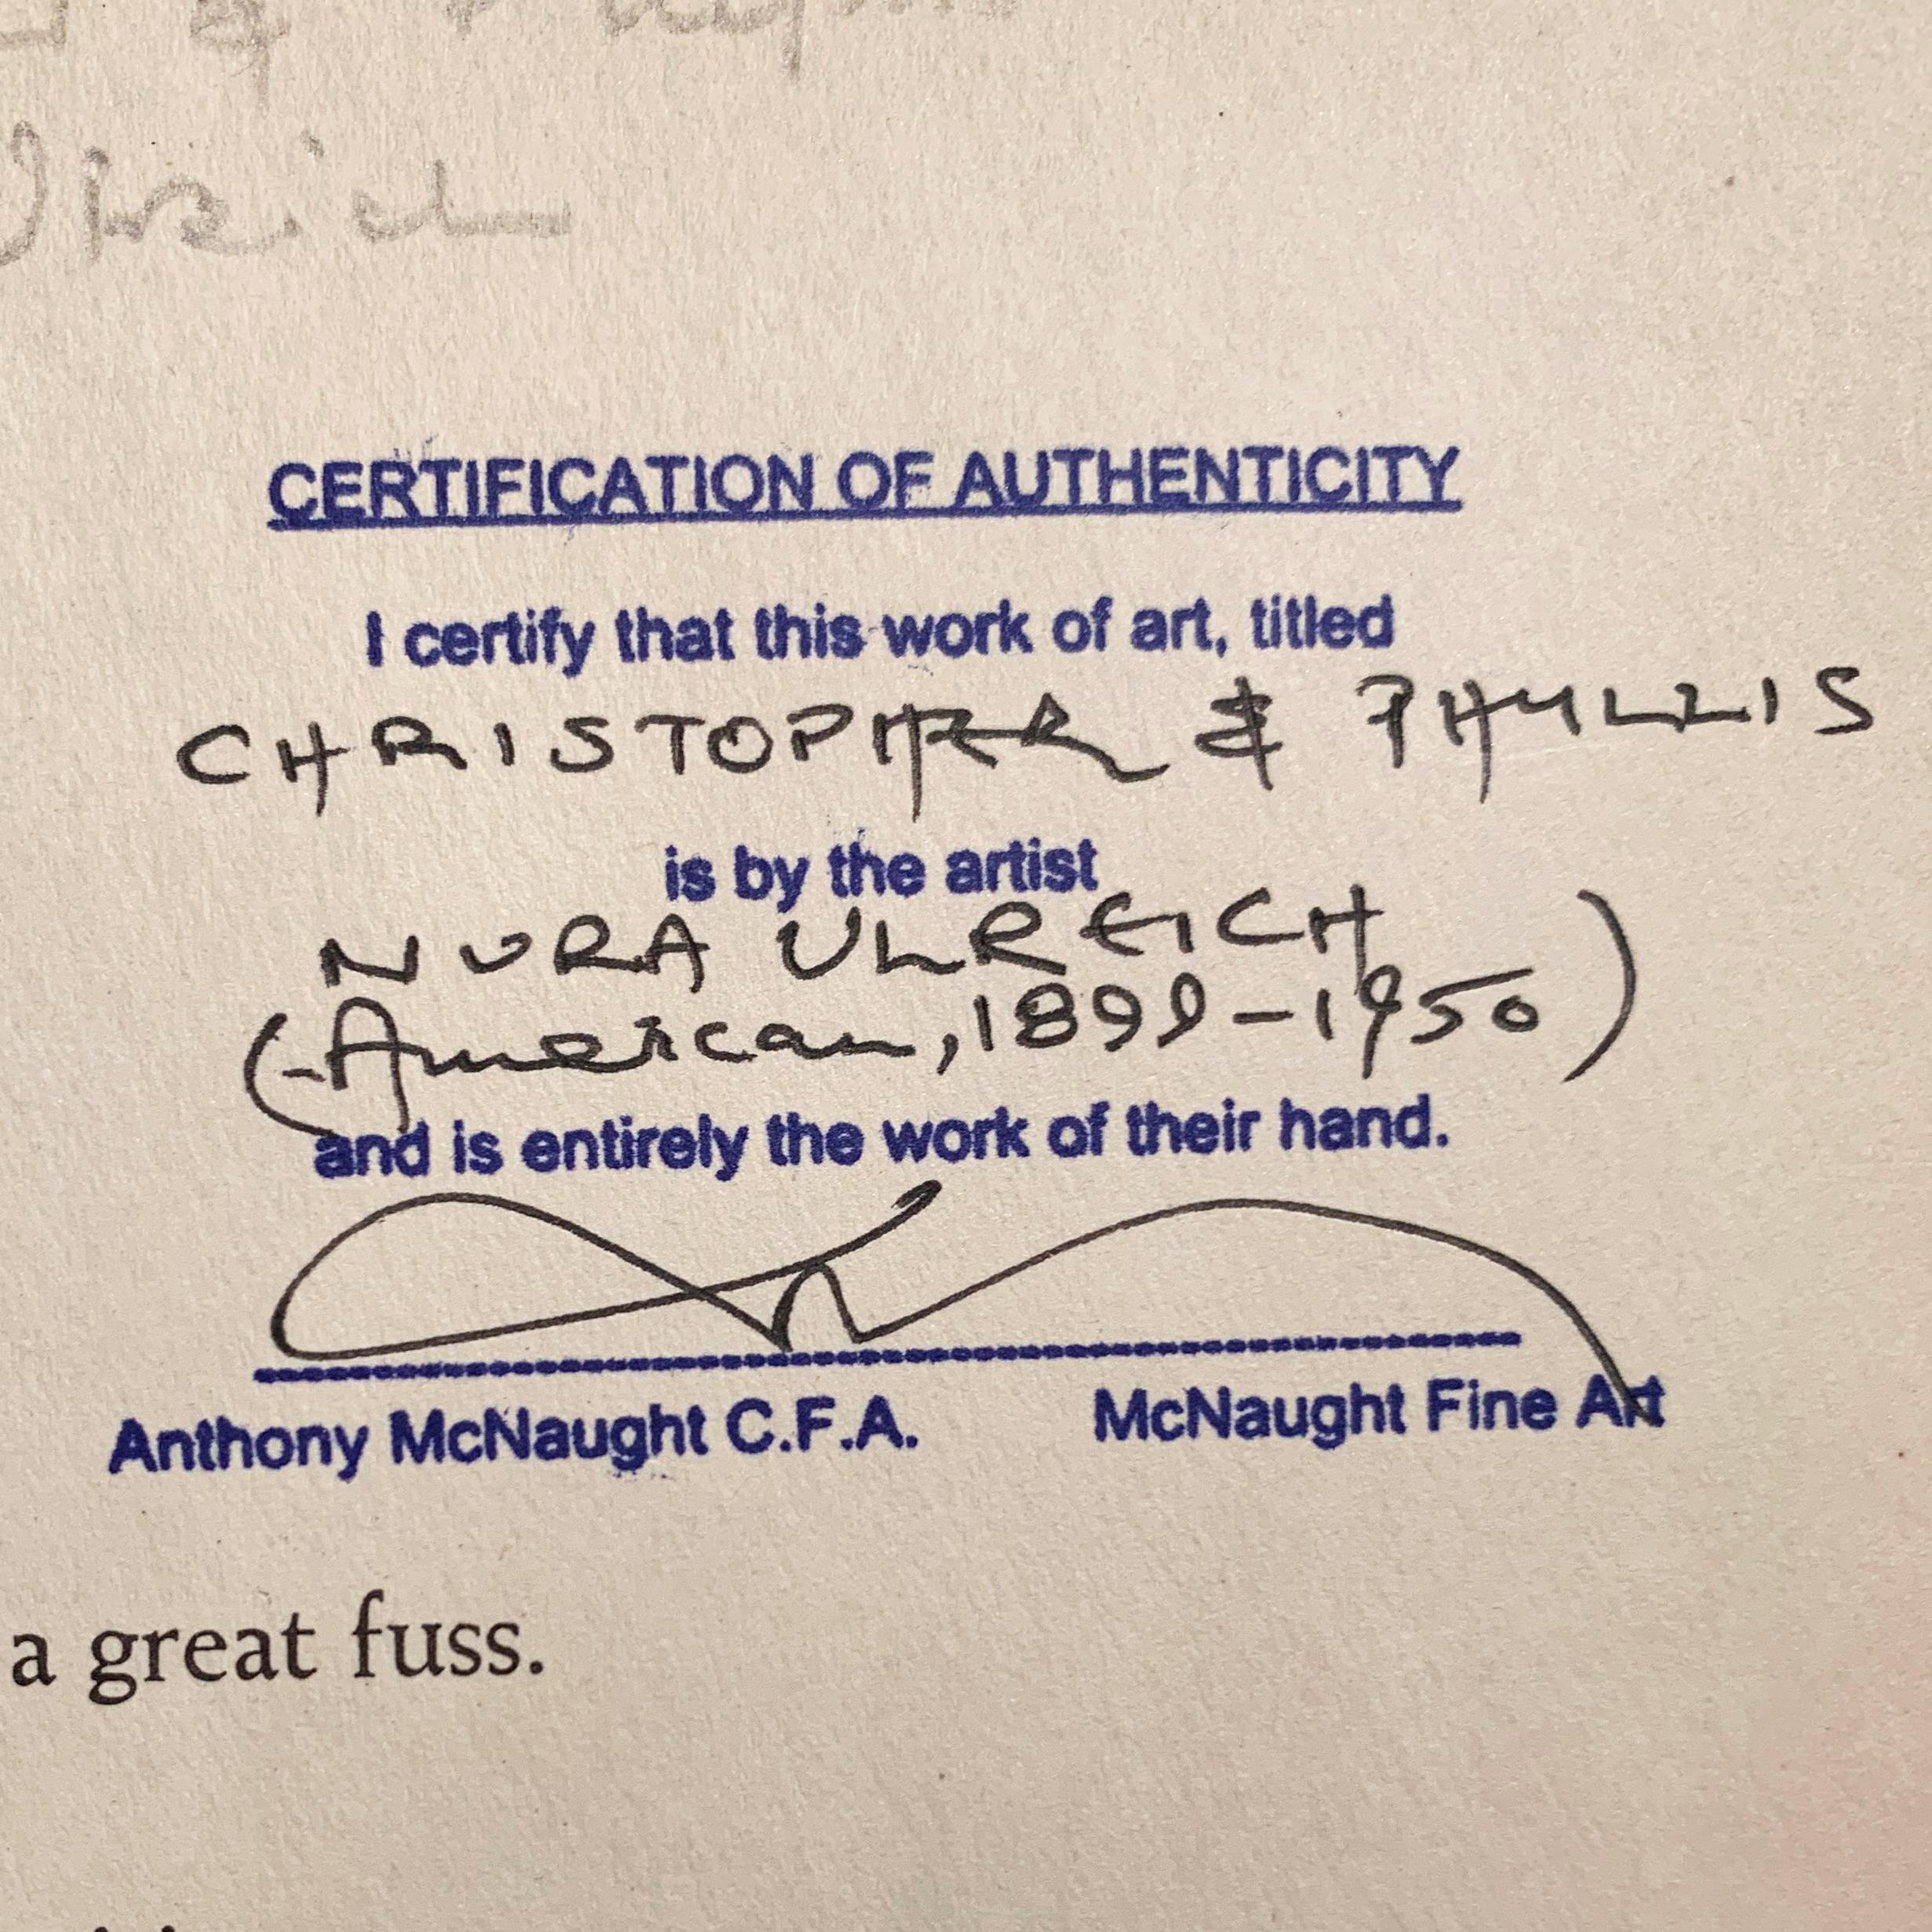 CERTIFICATION OF AUTHENTICITY
I certify that this work of art, titled
CHRISTOPHER & PHYLLIS
is by the artist
NURA ULREICH
(American, 1899-1950)
and is entirely the work of their hand.
Anthony McNaught C.F.A. McNaught Fine Art
a great fuss.